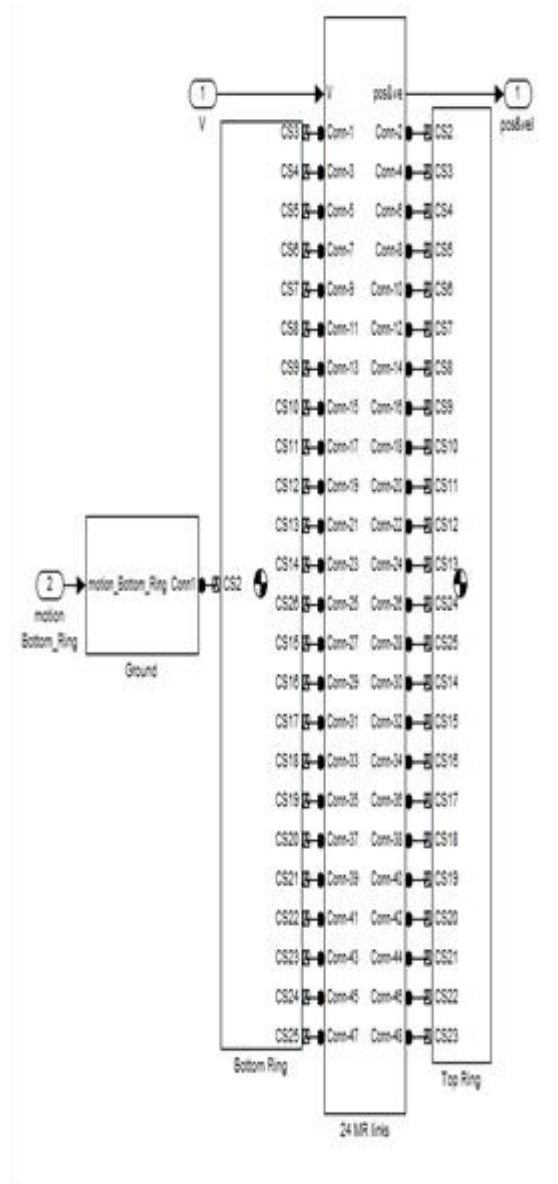 1 V pos&ve 1
V pos&vel
CS3 Conn-1 Conn-2 CS2
CS4 Conn-3 Conn-4 CS3
CS5 Conn-5 Conn-6 CS4
CS6 Conn-7 Conn-8 CS5
CS7 Conn-9 Conn-10 CS6
CS8 Conn-11 Conn-12 CS7
CS9 Conn-13 Conn-14 CS8
CS10 Conn-15 Conn-16 CS9
CS11 Conn-17 Conn-18 CS10
CS12 Conn-19 Conn-20 CS11
CS13 Conn-21 Conn-22 CS12
CS14 Conn-23 Conn-24 CS13
2 motion_Bottom_Ring Conn1 CS2
motion
Bottom_Ring
Ground
CS26 Conn-25 Conn-26 CS24
CS15 Conn-27 Conn-28 CS25
CS16 Conn-29 Conn-30 CS14
CS17 Conn-31 Conn-32 CS15
CS18 Conn-33 Conn-34 CS16
CS19 Conn-35 Conn-36 CS17
CS20 Conn-37 Conn-38 CS18
CS21 Conn-39 Conn-40 CS19
CS22 Conn-41 Conn-42 CS20
CS23 Conn-43 Conn-44 CS21
CS24 Conn-45 Conn-46 CS22
CS25 Conn-47 Conn-48 CS23
Bottom Ring
Top Ring
24 MR links